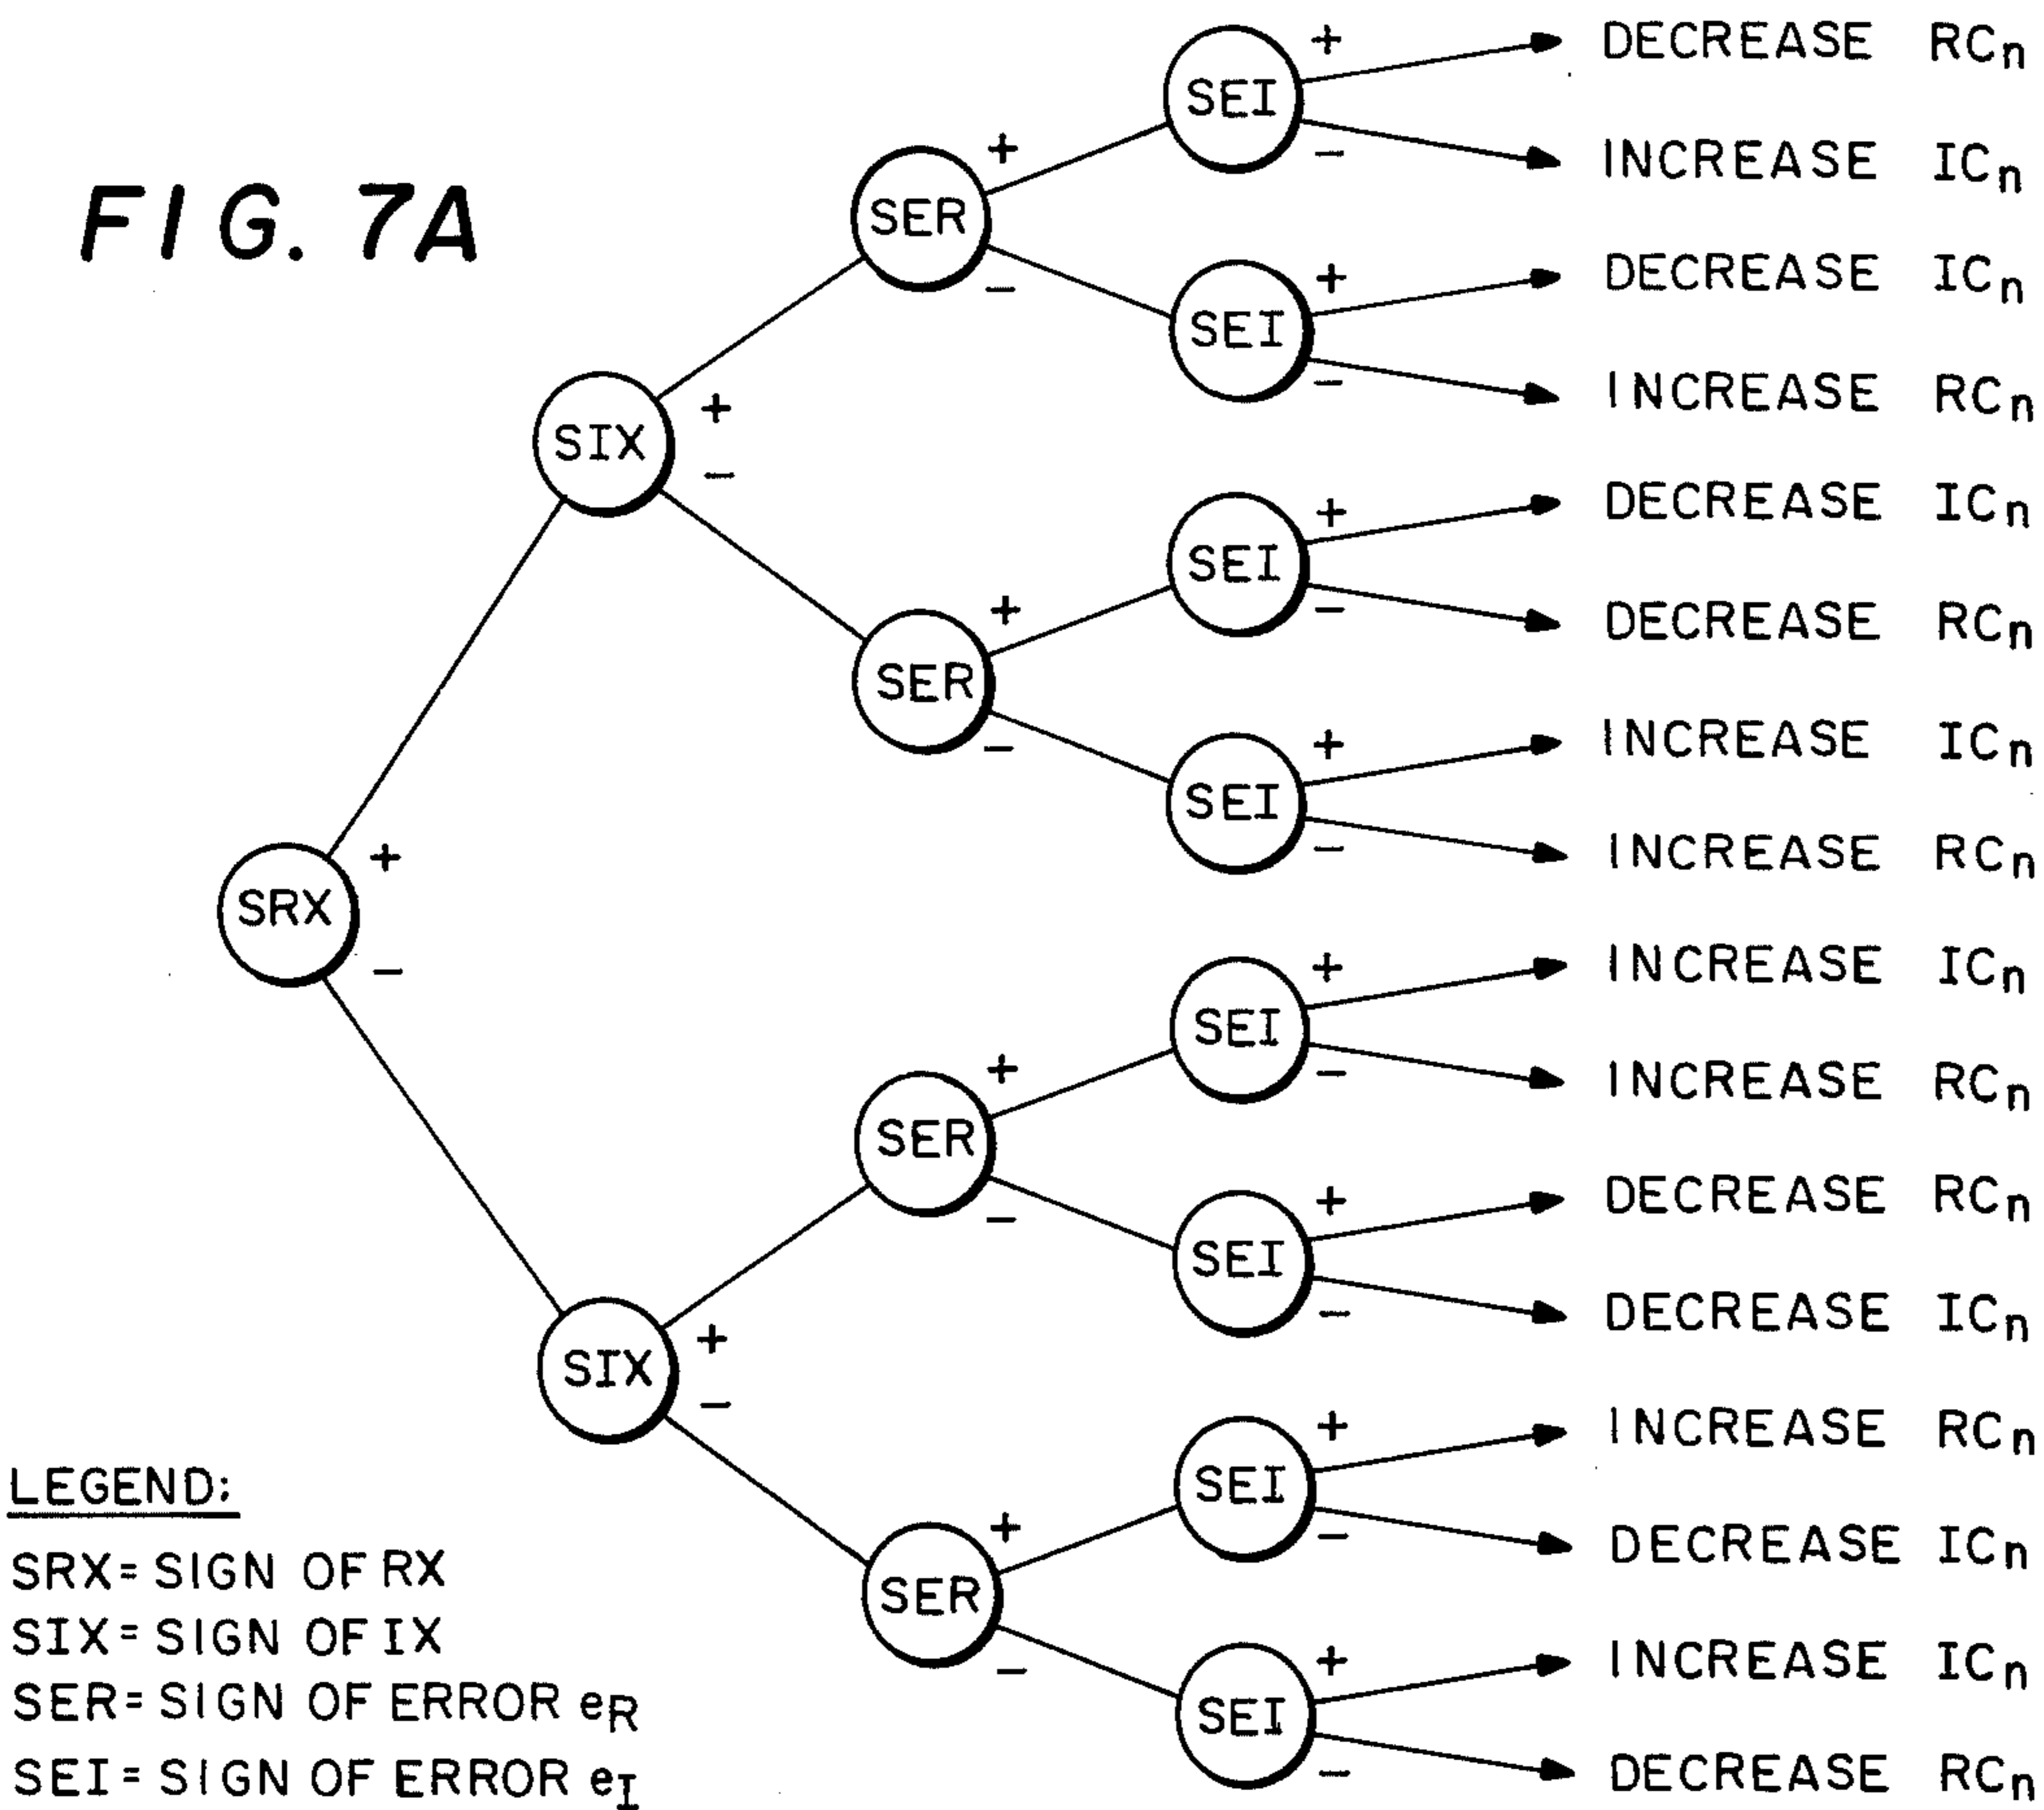 FIG. 7A
DECREASE RCn
INCREASE ICn
DECREASE ICn
INCREASE RCn
DECREASE ICn
DECREASE RCn
INCREASE ICn
INCREASE RCn
INCREASE ICn
INCREASE RCn
DECREASE RCn
DECREASE ICn
INCREASE RCn
DECREASE ICn
INCREASE ICn
DECREASE RCn
SRX
+
−
SIX
+
−
SIX
+
−
SER
+
−
SER
+
−
SER
+
−
SER
+
−
SEI
+
−
SEI
+
−
SEI
+
−
SEI
+
−
SEI
+
−
SEI
+
−
SEI
+
−
SEI
+
−
LEGEND:
SRX=SIGN OF RX
SIX=SIGN OF IX
SER=SIGN OF ERROR eR
SEI=SIGN OF ERROR eI